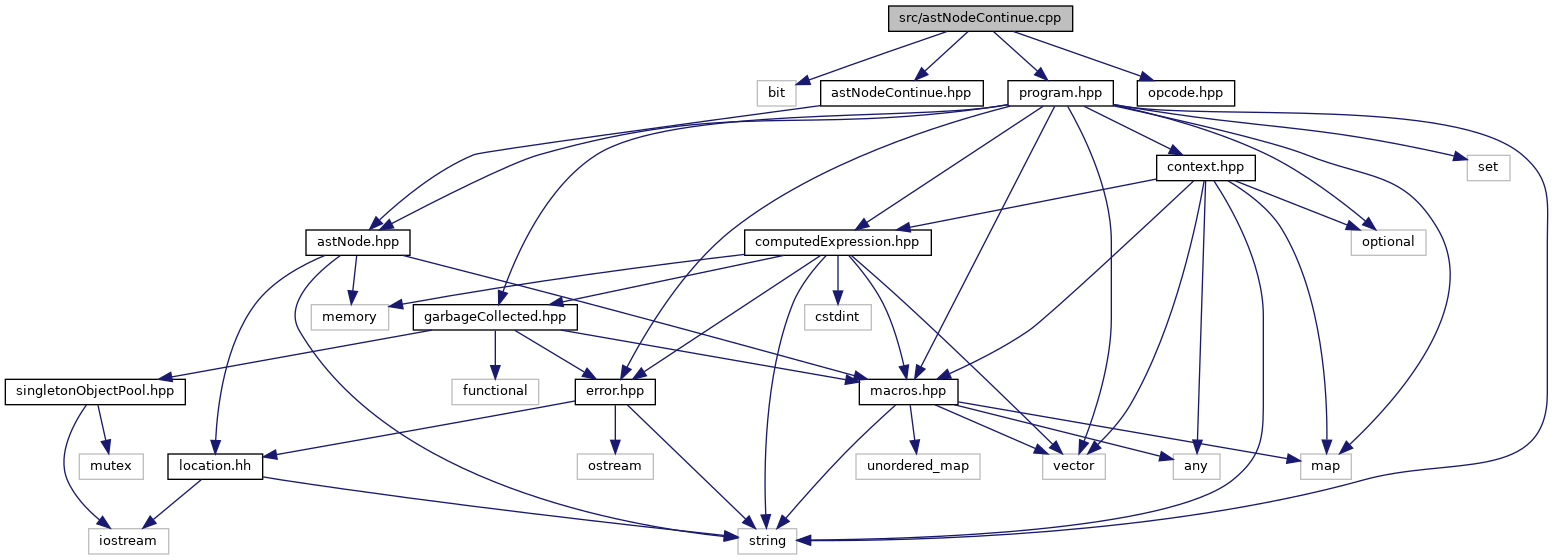 src/astNodeContinue.cpp
bit
astNodeContinue.hpp
program.hpp
opcode.hpp
context.hpp
set
astNode.hpp
computedExpression.hpp
optional
memory
garbageCollected.hpp
cstdint
singletonObjectPool.hpp
functional
error.hpp
macros.hpp
mutex
location.hh
ostream
unordered_map
vector
any
map
iostream
string